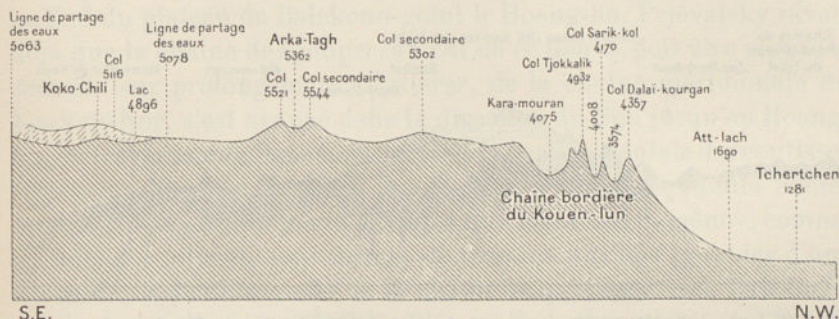 Ligne de partage
des eaux
5063
Koko-Chili
Col
5116
Lac
4896
Ligne de partage
des eaux
5078
Arka-Tagh
5362
Col
5521
Col secondaire
5544
Col secondaire
5302
Kara-mouran
4075
Col Tjokkalik
4932
4008
Col Sarik-kol
4170
3574
Col Dalaï-kourgan
4357
Att-lach
1690
Tchertchen
1281
Chaîne bordière
du Kouen-lun
S.E.
N.W.